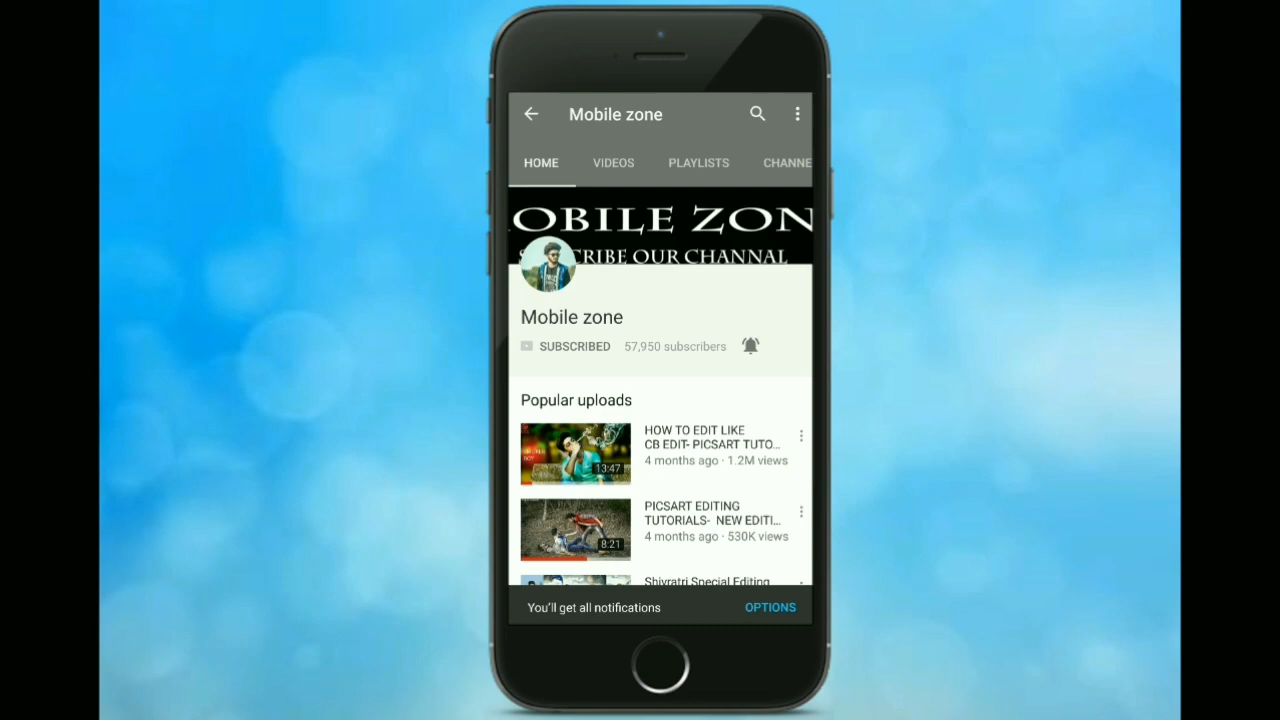 Mobile zone
HOME VIDEOS PLAYLISTS CHANNE
OBILE ZON
CRIBE OUR CHANNAL
Mobile zone
SUBSCRIBED 57,950 subscribers
Popular uploads
HOW TO EDIT LIKE
CB EDIT- PICSART TUTO...
4 months ago · 1.2M views
13:47
PICSART EDITING
TUTORIALS- NEW EDITI...
4 months ago · 530K views
8:21
Shivratri Special Editing
You'll get all notifications OPTIONS